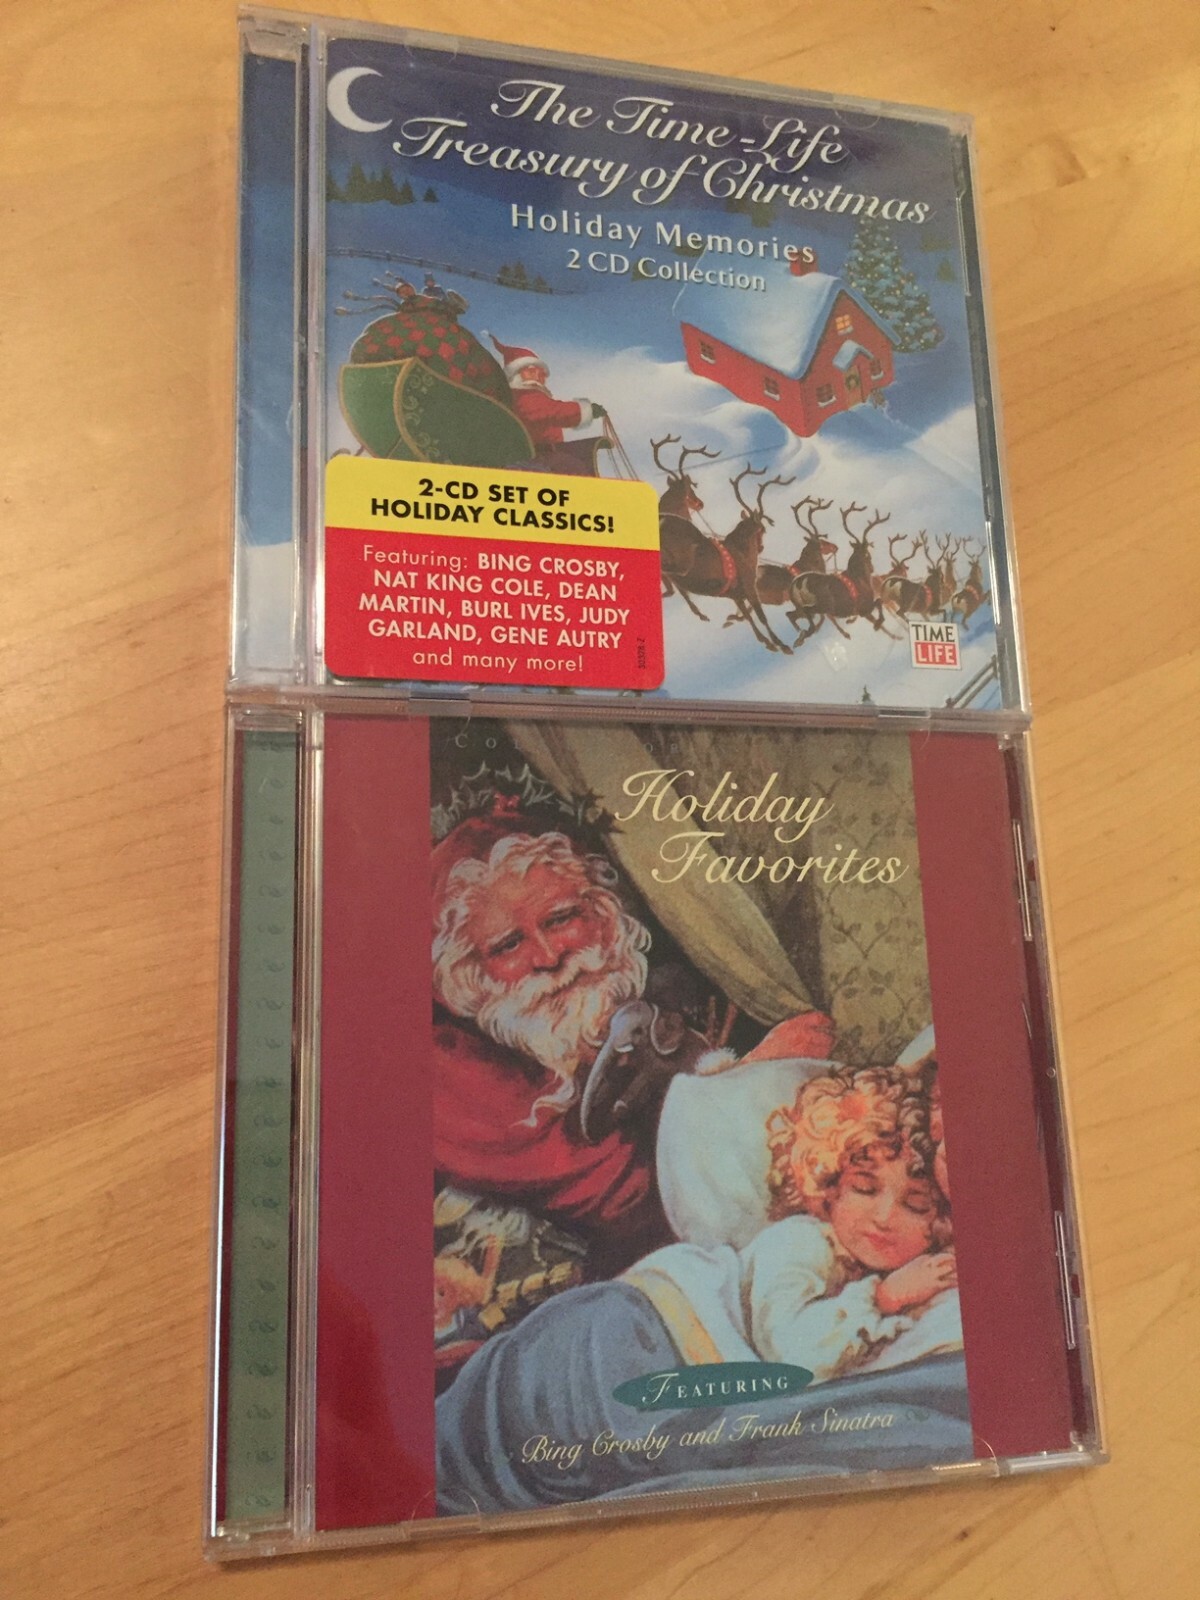 The Time-Life
Treasury of Christmas
Holiday Memories
2 CD Collection
2-CD SET OF
HOLIDAY CLASSICS!
Featuring: BING CROSBY,
NAT KING COLE, DEAN
MARTIN, BURL IVES, JUDY
GARLAND, GENE AUTRY
and many more!
TIME
LIFE
Holiday
Favorites
FEATURING
Bing Crosby and Frank Sinatra